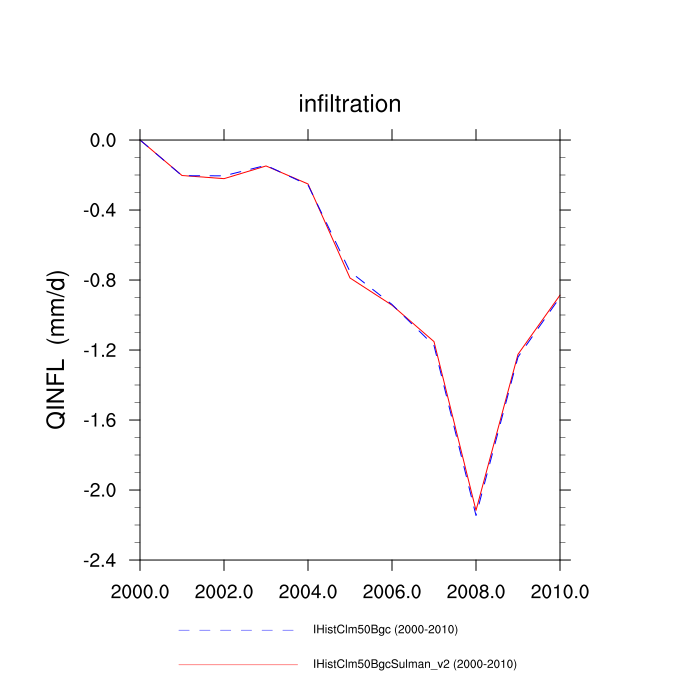 infiltration
QINFL (mm/d)
0.0
-0.4
-0.8
-1.2
-1.6
-2.0
-2.4
2000.0 2002.0 2004.0 2006.0 2008.0 2010.0
IHistClm50Bgc (2000-2010)
IHistClm50BgcSulman_v2 (2000-2010)